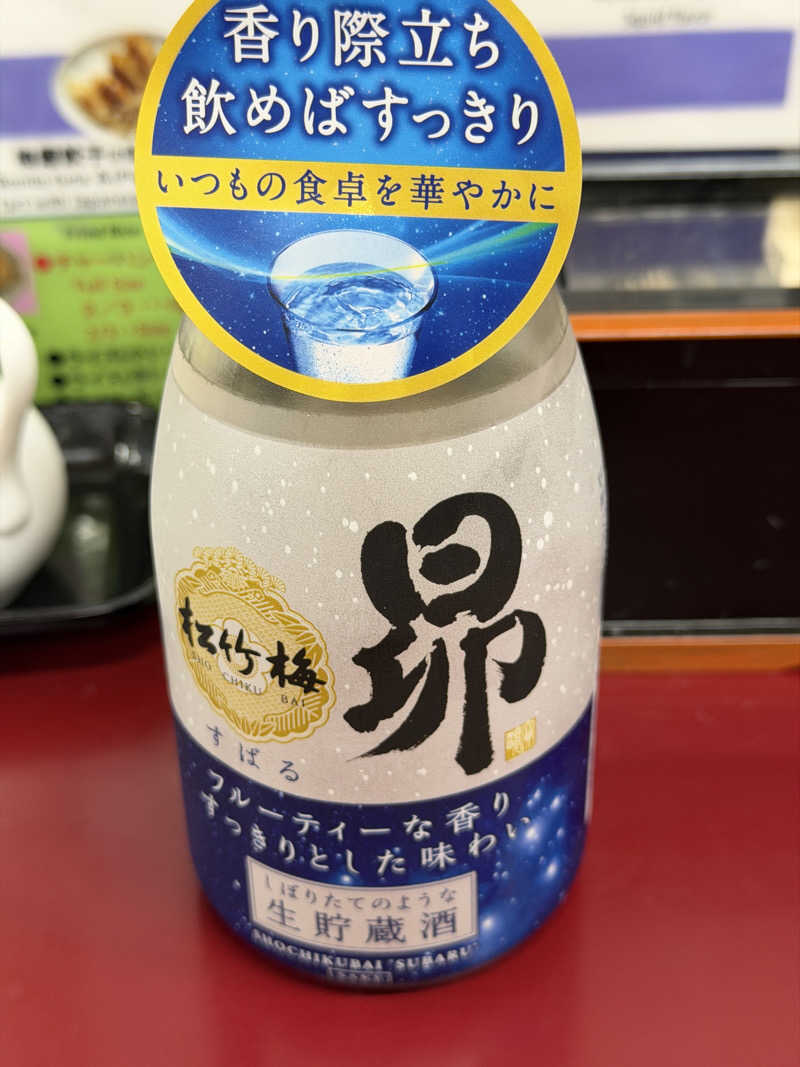 香り際立ち
飲めばすっきり
いつもの食卓を華やかに
昴
松竹梅
SHO CHIKU BAI
すばる
フルーティーな香り
すっきりとした味わい
しぼりたてのような
生貯蔵酒
SHOCHIKUBAI "SUBARU"